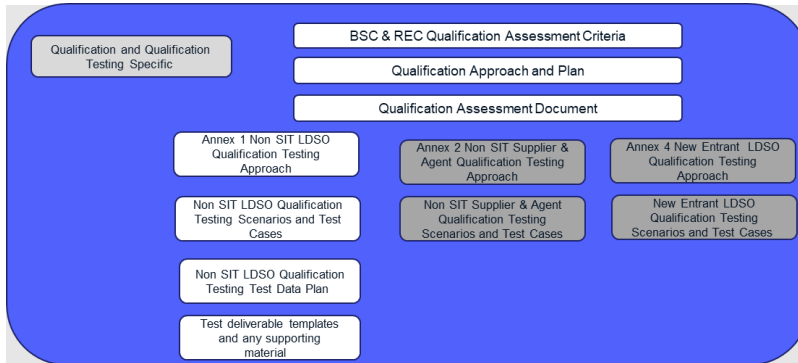 Qualification and Qualification
Testing Specific
BSC & REC Qualification Assessment Criteria
Qualification Approach and Plan
Qualification Assessment Document
Annex 1 Non SIT LDSO
Qualification Testing
Approach
Annex 2 Non SIT Supplier &
Agent Qualification Testing
Approach
Annex 4 New Entrant LDSO
Qualification Testing
Approach
Non SIT LDSO Qualification
Testing Scenarios and Test
Cases
Non SIT Supplier & Agent
Qualification Testing
Scenarios and Test Cases
New Entrant LDSO
Qualification Testing
Scenarios and Test Cases
Non SIT LDSO Qualification
Testing Test Data Plan
Test deliverable templates
and any supporting
material